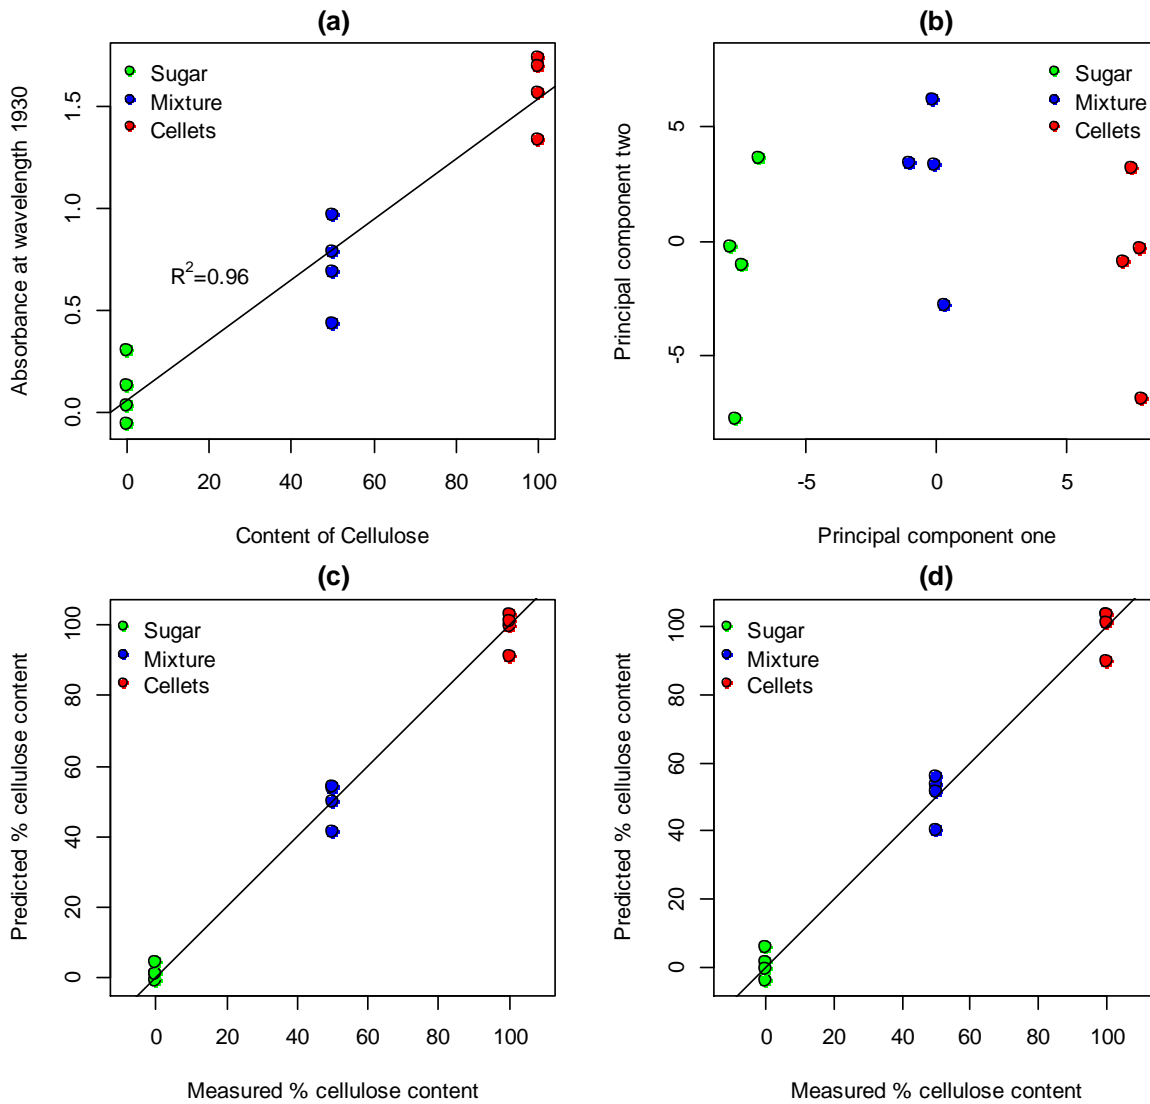 (a)
Absorbance at wavelength 1930
0.0 0.5 1.0 1.5
Sugar
Mixture
Cellets
R²=0.96
0 20 40 60 80 100
Content of Cellulose
(b)
Principal component two
-5 0 5
Sugar
Mixture
Cellets
-5 0 5
Principal component one
(c)
Predicted % cellulose content
0 20 40 60 80 100
Sugar
Mixture
Cellets
0 20 40 60 80 100
Measured % cellulose content
(d)
Predicted % cellulose content
0 20 40 60 80 100
Sugar
Mixture
Cellets
0 20 40 60 80 100
Measured % cellulose content